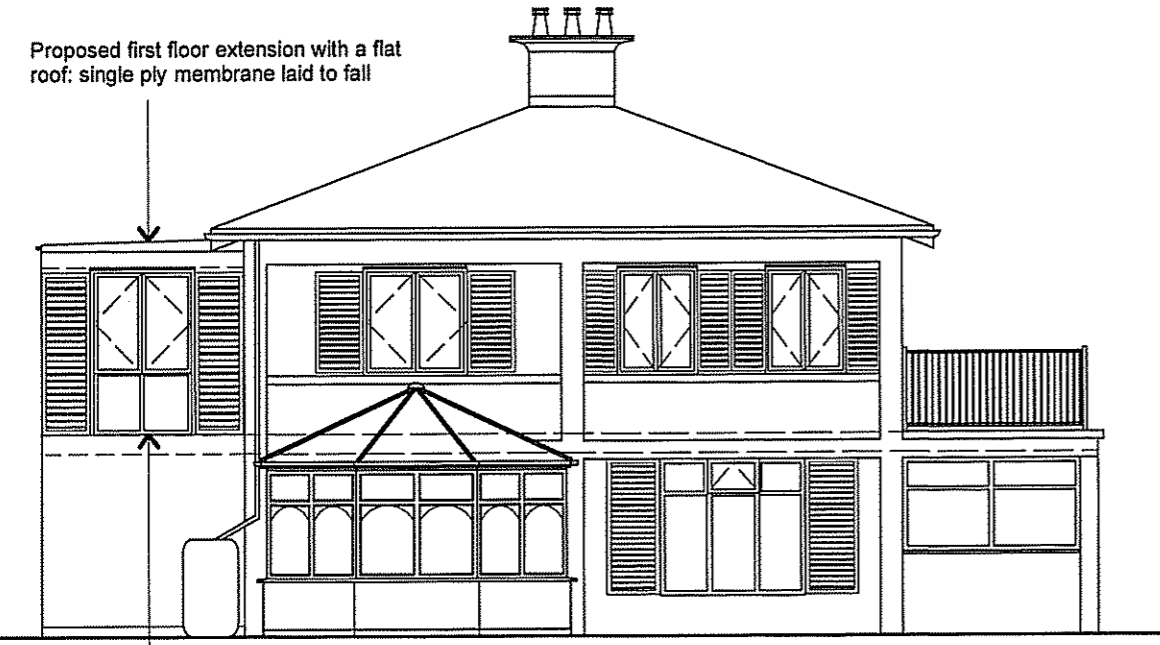 Proposed first floor extension with a flat
roof: single ply membrane laid to fall